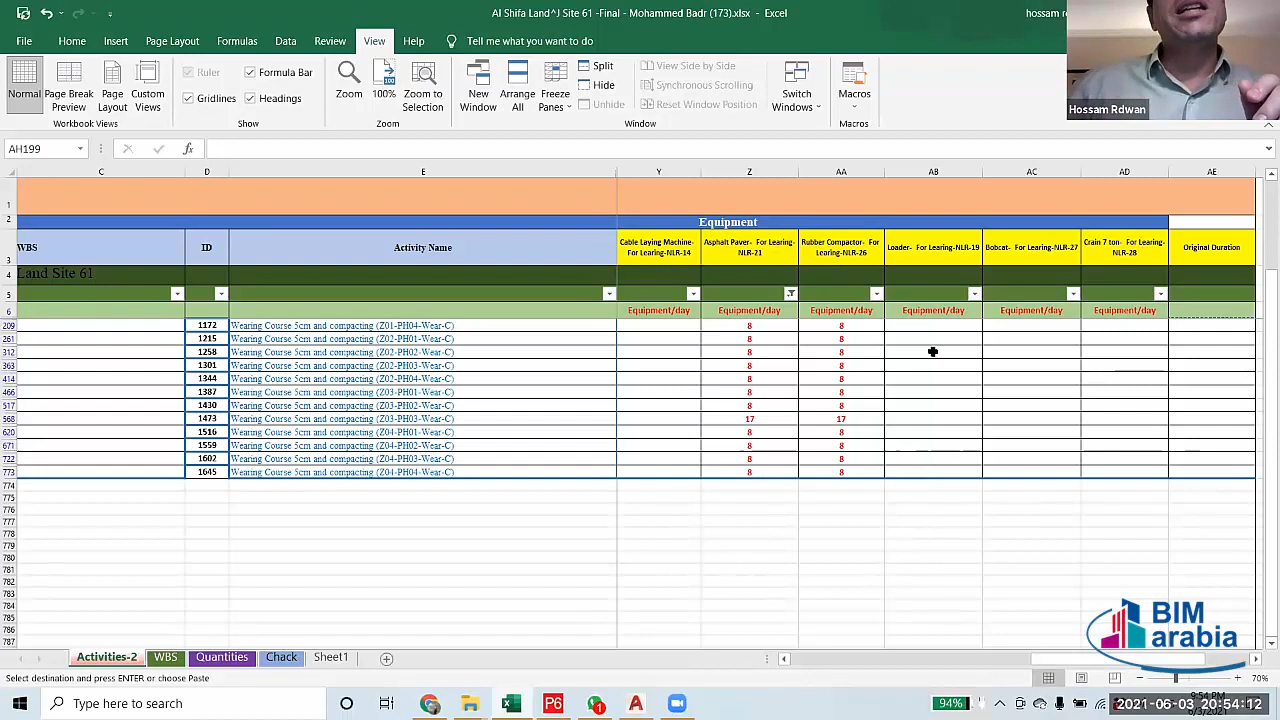 Al Shifa Land^J Site 61 -Final - Mohammed Badr (173).xlsx - Excel
File Home Insert Page Layout Formulas Data Review View Help Tell me what you want to do
Normal Page Break Preview Page Layout Custom Views
Workbook Views
Ruler Formula Bar
Gridlines Headings
Show
Zoom 100% Zoom to Selection
Zoom
New Window Arrange All Freeze Panes
Split
Hide
Unhide
View Side by Side
Synchronous Scrolling
Reset Window Position
Switch Windows
Window
Macros
Macros
Hossam Rdwan
AH199 fx
C D E Y Z AA AB AC AD AE
1
2 Equipment
3 WBS ID Activity Name Cable Laying Machine- For Learing-NLR-14 Asphalt Paver- For Learing-NLR-21 Rubber Compactor- For Learing-NLR-26 Loader- For Learing-NLR-19 Bobcat- For Learing-NLR-27 Crain 7 ton- For Learing-NLR-28 Original Duration
4 Land Site 61
5
6 Equipment/day Equipment/day Equipment/day Equipment/day Equipment/day Equipment/day
209 1172 Wearing Course 5cm and compacting (Z01-PH04-Wear-C) 8 8
261 1215 Wearing Course 5cm and compacting (Z02-PH01-Wear-C) 8 8
312 1258 Wearing Course 5cm and compacting (Z02-PH02-Wear-C) 8 8
363 1301 Wearing Course 5cm and compacting (Z02-PH03-Wear-C) 8 8
414 1344 Wearing Course 5cm and compacting (Z02-PH04-Wear-C) 8 8
466 1387 Wearing Course 5cm and compacting (Z03-PH01-Wear-C) 8 8
517 1430 Wearing Course 5cm and compacting (Z03-PH02-Wear-C) 8 8
1473 Wearing Course 5cm and compacting (Z03-PH03-Wear-C) 17 17
620 1516 Wearing Course 5cm and compacting (Z04-PH01-Wear-C) 8 8
671 1559 Wearing Course 5cm and compacting (Z04-PH02-Wear-C) 8 8
722 1602 Wearing Course 5cm and compacting (Z04-PH03-Wear-C) 8 8
773 1645 Wearing Course 5cm and compacting (Z04-PH04-Wear-C) 8 8
774
775
776
777
778
779
780
781
782
783
784
785
786
787
BIM
arabia
Activities-2 WBS Quantities Chack Sheet1
Select destination and press ENTER or choose Paste 70%
Type here to search P6 1 94% 9:54 PM
2021-06-03 20:54:12